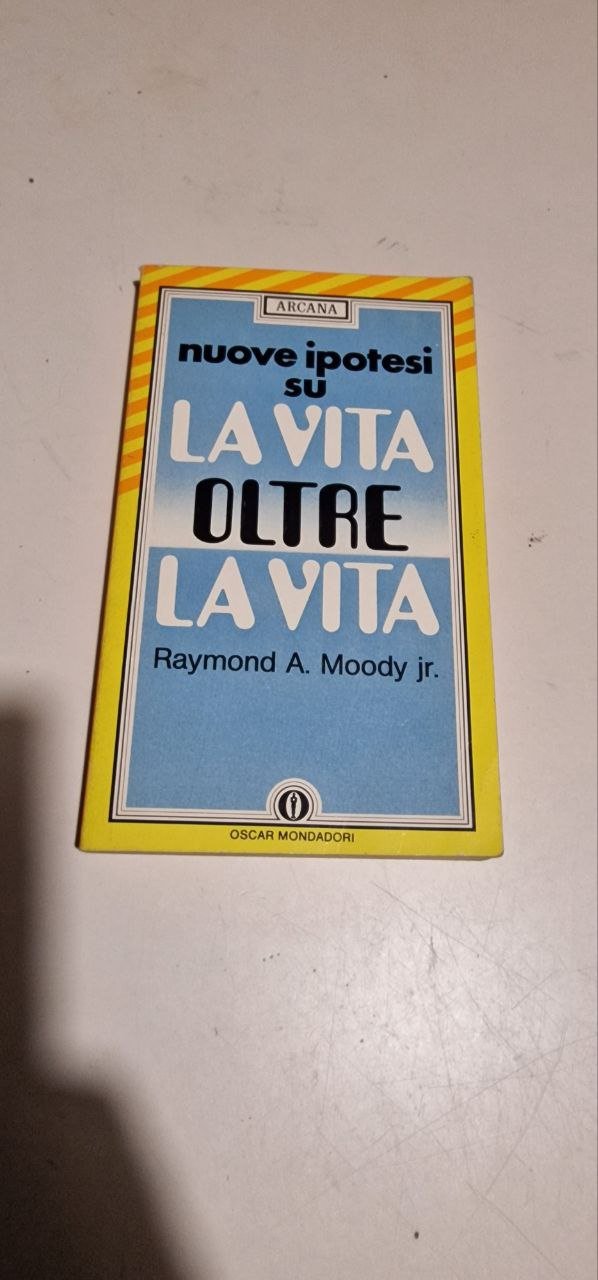 ARCANA
nuove ipotesi
su
LA VITA
OLTRE
LA VITA
Raymond A. Moody jr.
OSCAR MONDADORI